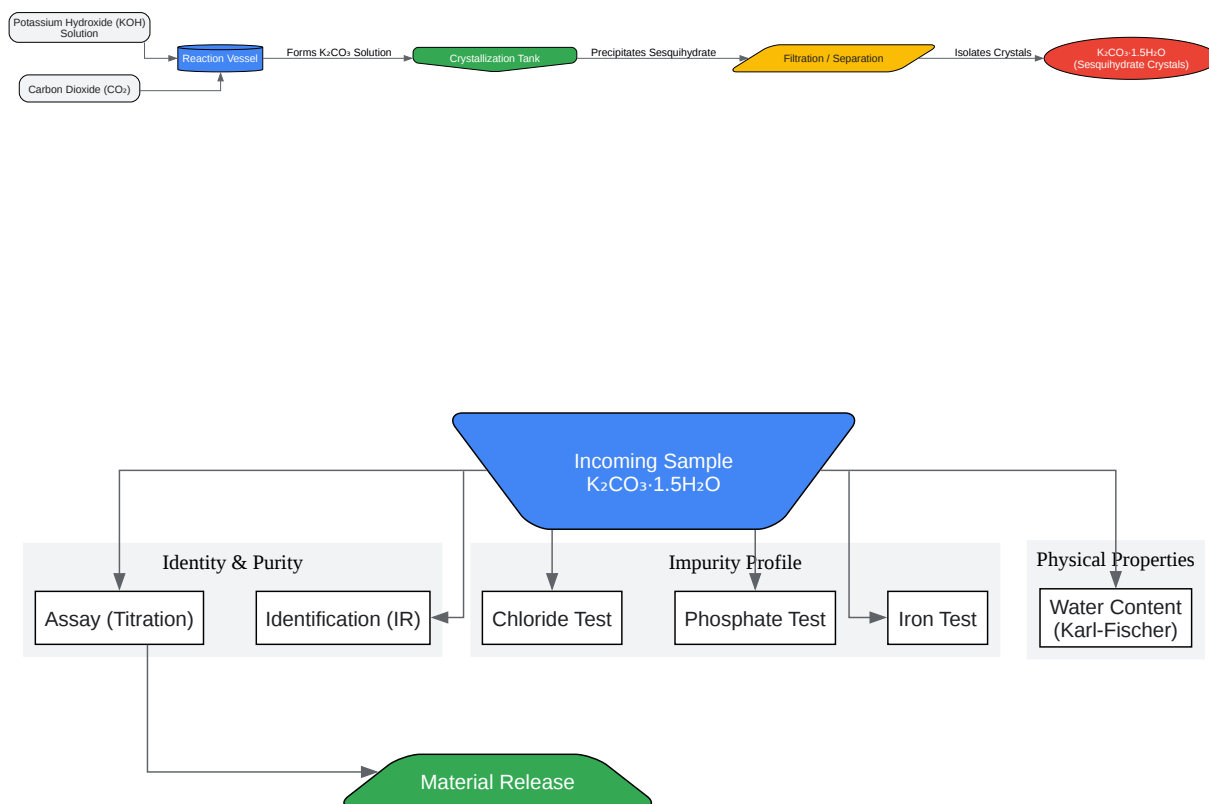 Potassium Hydroxide (KOH)
Solution
Carbon Dioxide (CO₂)
Reaction Vessel
Forms K₂CO₃ Solution
Crystallization Tank
Precipitates Sesquihydrate
Filtration / Separation
Isolates Crystals
K₂CO₃·1.5H₂O
(Sesquihydrate Crystals)
Incoming Sample
K₂CO₃·1.5H₂O
Identity & Purity
Assay (Titration)
Identification (IR)
Impurity Profile
Chloride Test
Phosphate Test
Iron Test
Physical Properties
Water Content
(Karl-Fischer)
Material Release